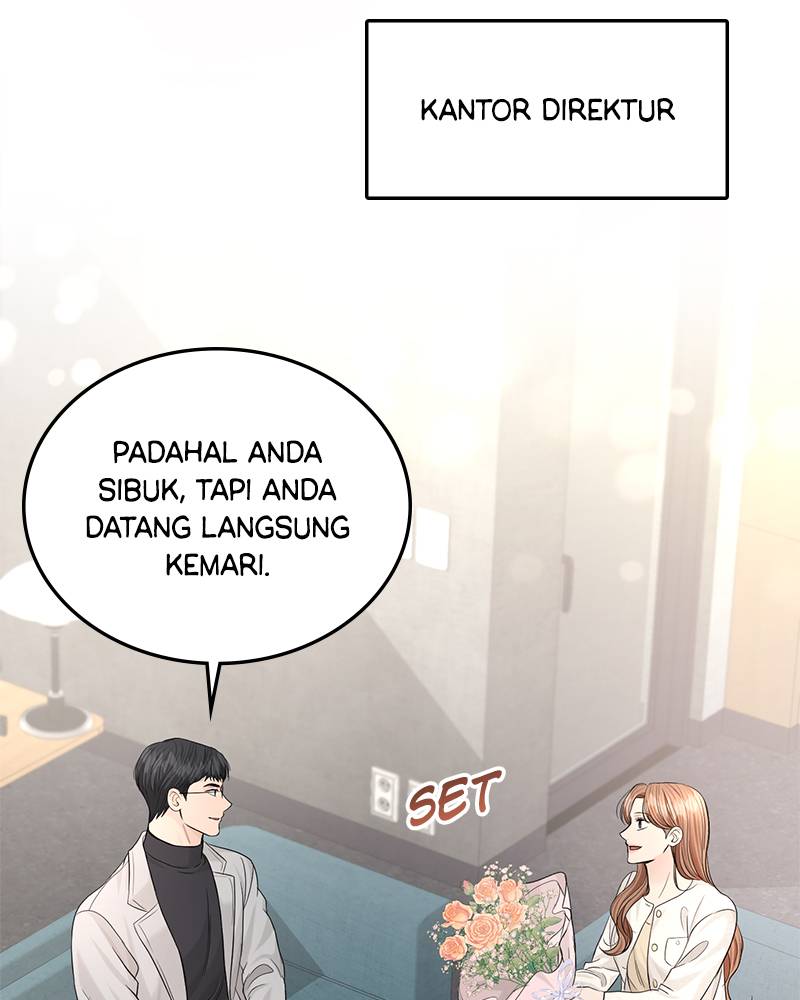 KANTOR DIREKTUR
PADAHAL ANDA
SIBUK, TAPI ANDA
DATANG LANGSUNG
KEMARI.
SET